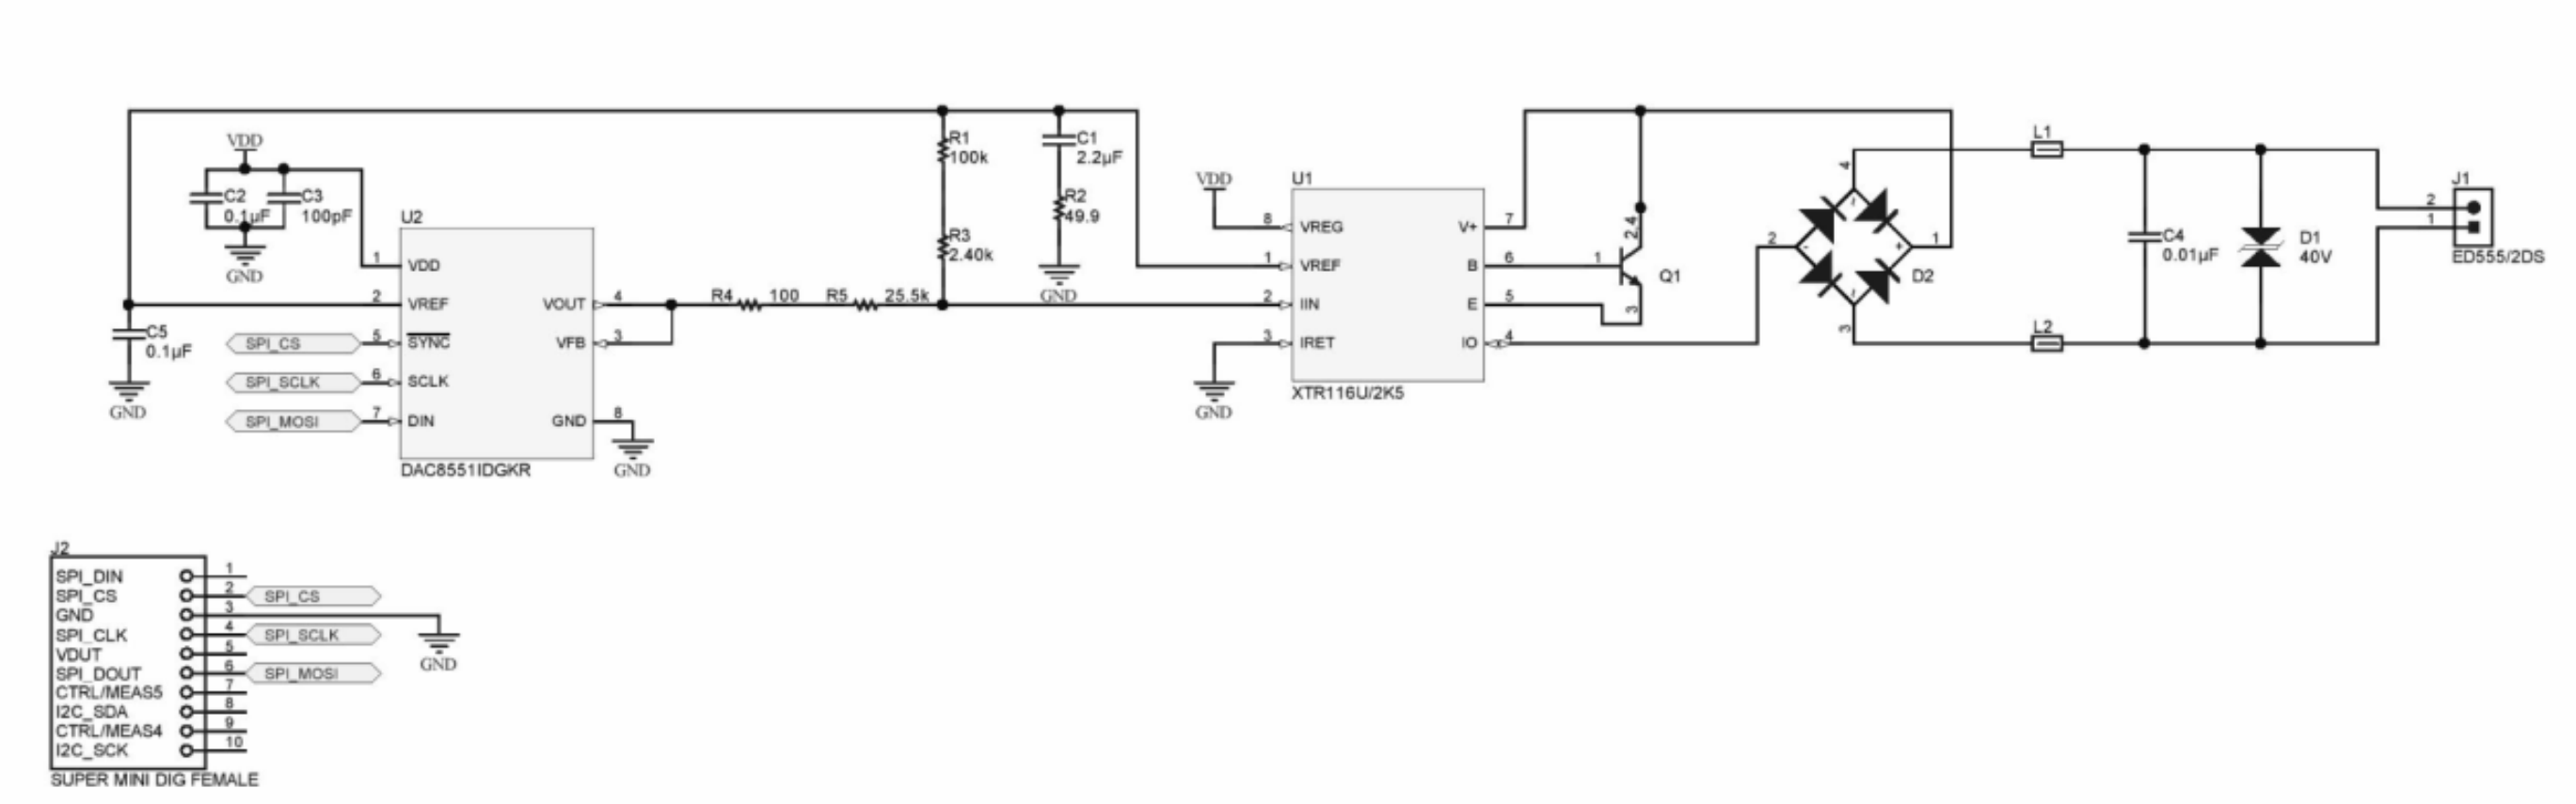 VDD
C2
0.1µF
C3
100pF
GND
C5
0.1µF
GND
SPI_CS
SPI_SCLK
SPI_MOSI
U2
1
2
5
6
7
VDD
VREF
SYNC
SCLK
DIN
VOUT
VFB
GND
4
3
8
DAC8551IDGKR
GND
R4
100
R5
25.5k
R1
100k
R3
2.40k
C1
2.2µF
R2
49.9
GND
VDD
GND
U1
8
1
2
3
VREG
VREF
IIN
IRET
V+
B
E
IO
7
6
5
4
XTR116U/2K5
1
2,4
3
Q1
2
4
~
-
+
~
3
1
D2
L1
L2
C4
0.01µF
D1
40V
J1
2
1
ED555/2DS
J2
SPI_DIN 1
SPI_CS 2 SPI_CS
GND 3
SPI_CLK 4 SPI_SCLK
VDUT 5
SPI_DOUT 6 SPI_MOSI
CTRL/MEAS5 7
I2C_SDA 8
CTRL/MEAS4 9
I2C_SCK 10
GND
SUPER MINI DIG FEMALE